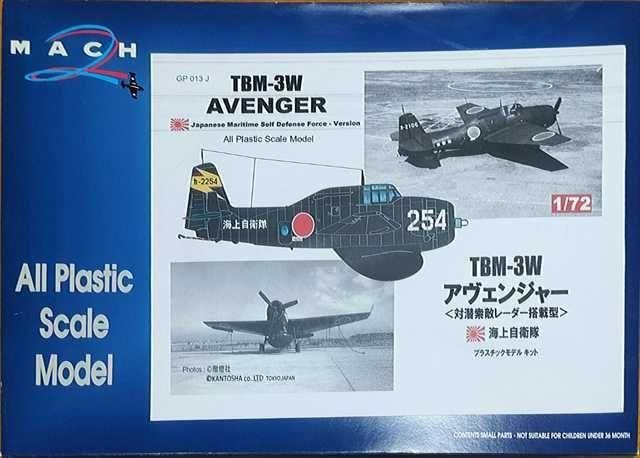 MACH
2
GP 013 J
TBM-3W
AVENGER
Japanese Maritime Self Defense Force - Version
All Plastic Scale Model
1/72
254
海上自衛隊
TBM-3W
アヴェンジャー
<対潜索敵レーダー搭載型>
海上自衛隊
プラスチックモデル キット
All Plastic
Scale
Model
©KANTOSHA co., LTD TOKYO JAPAN
CONTENTS SMALL PARTS - NOT SUITABLE FOR CHILDREN UNDER 36 MONTH